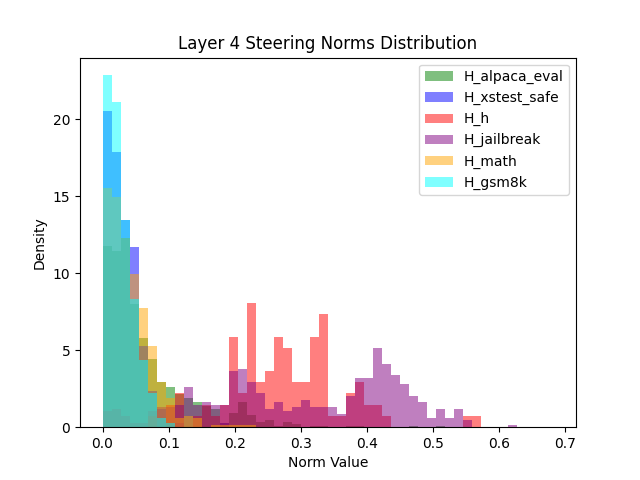 Layer 4 Steering Norms Distribution
H_alpaca_eval
H_xstest_safe
H_h
H_jailbreak
H_math
H_gsm8k
Density
20
15
10
5
0
0.0 0.1 0.2 0.3 0.4 0.5 0.6 0.7
Norm Value